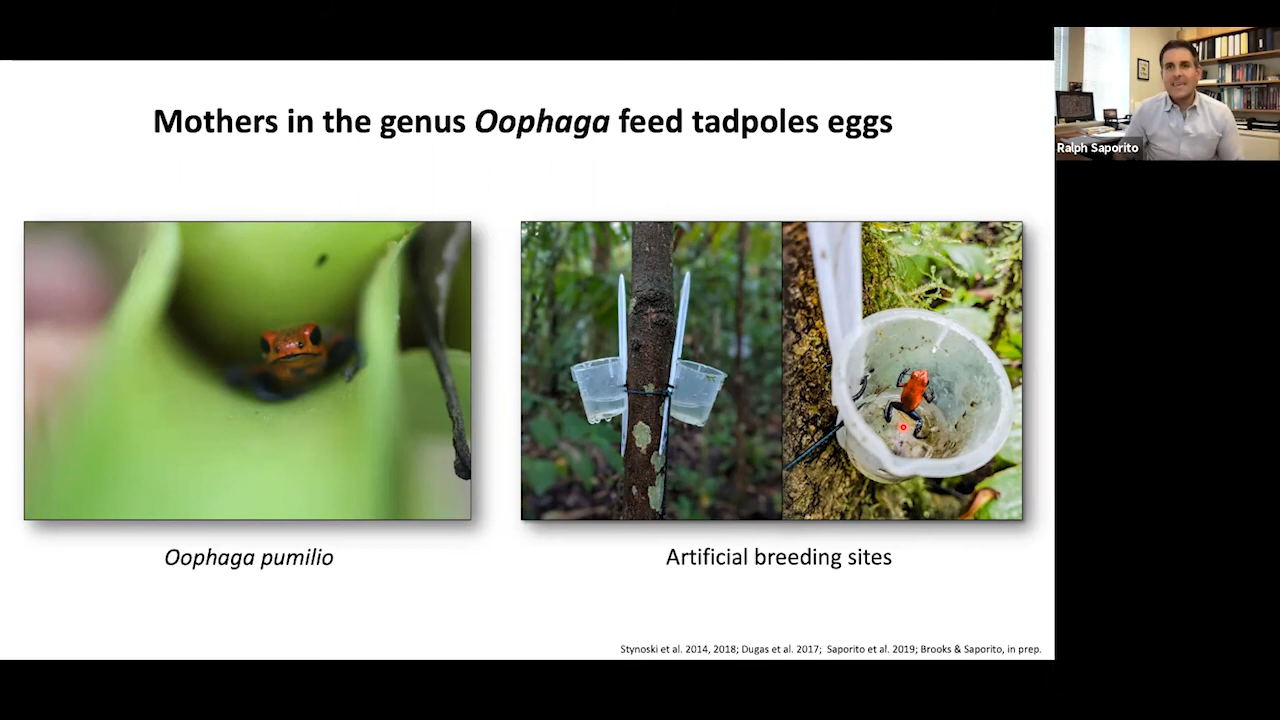 Mothers in the genus Oophaga feed tadpoles eggs
Ralph Saporito
Oophaga pumilio
Artificial breeding sites
Stynoski et al. 2014, 2018; Dugas et al. 2017;  Saporito et al. 2019; Brooks & Saporito, in prep.